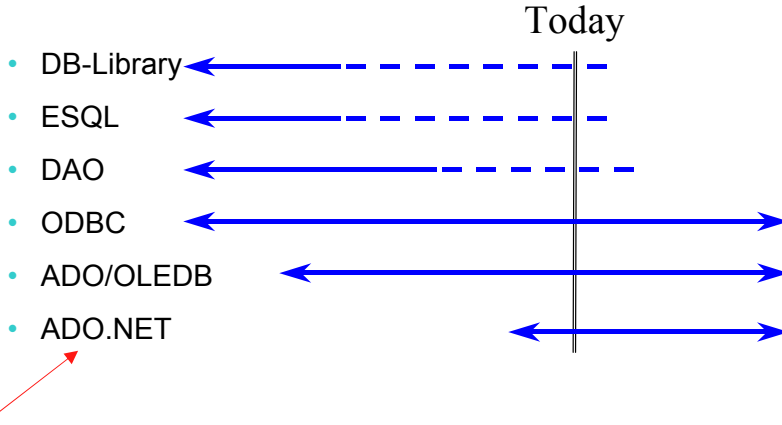 Today
• DB-Library
• ESQL
• DAO
• ODBC
• ADO/OLEDB
• ADO.NET